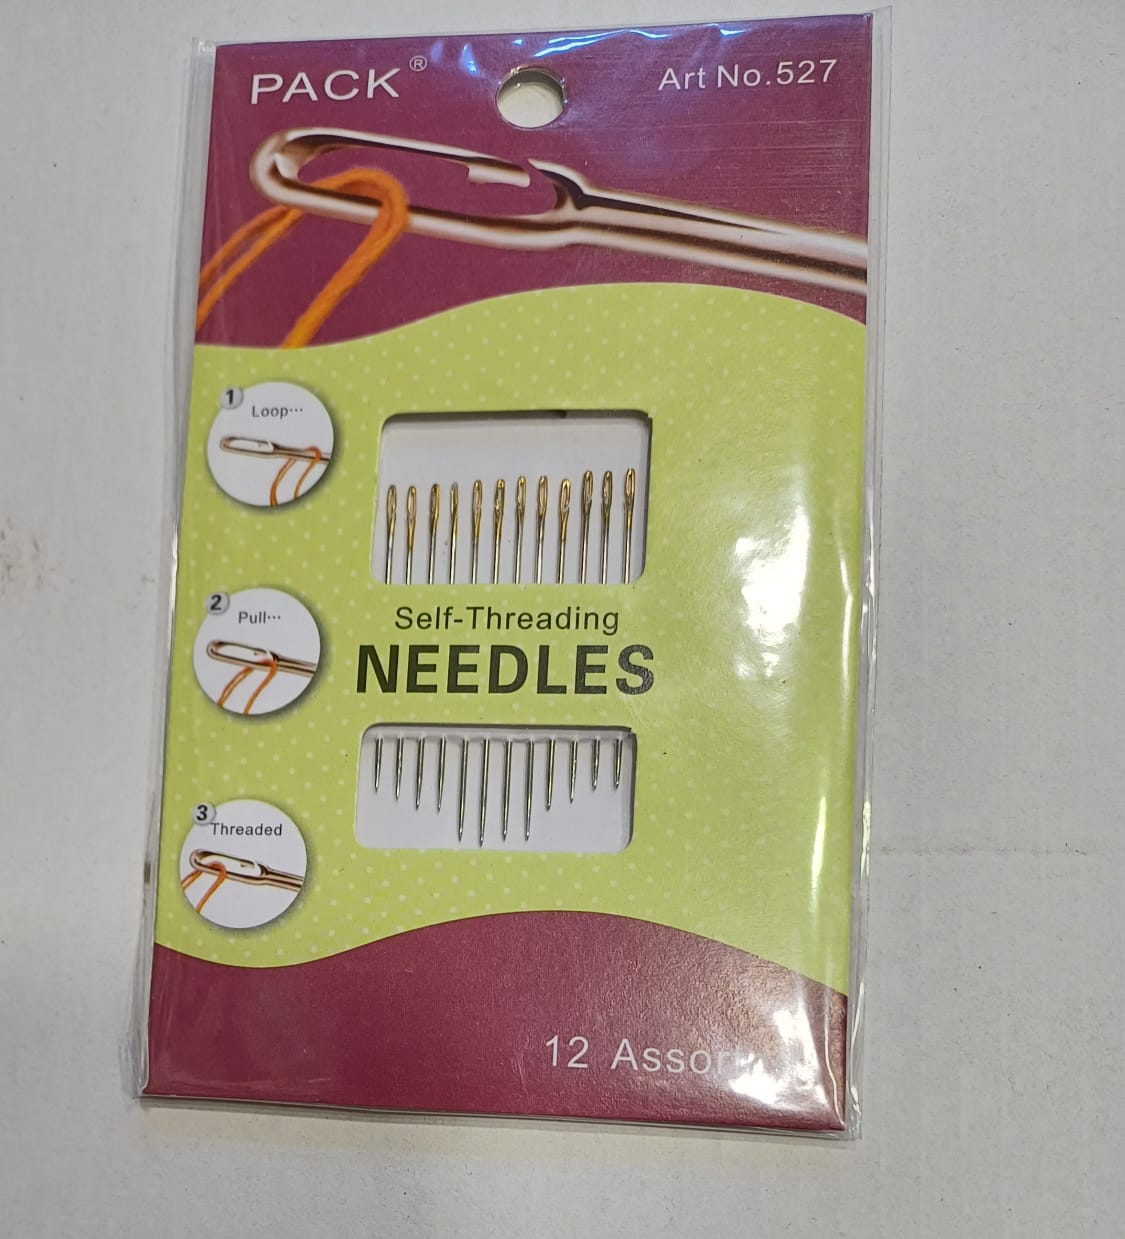 PACK®
Art No.527
1
Loop···
2
Pull···
3
Threaded
Self-Threading
NEEDLES
12